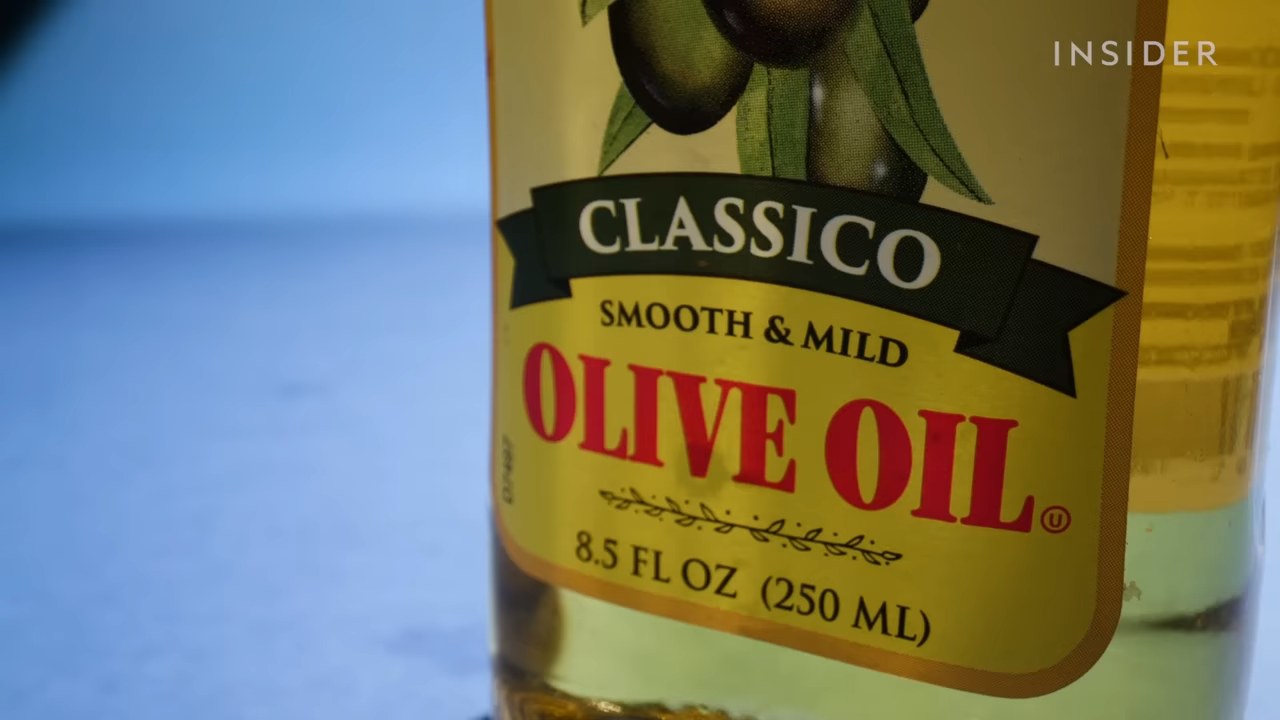 INSIDER
CLASSICO
SMOOTH & MILD
OLIVE OIL Ⓤ
8.5 FL OZ (250 ML)